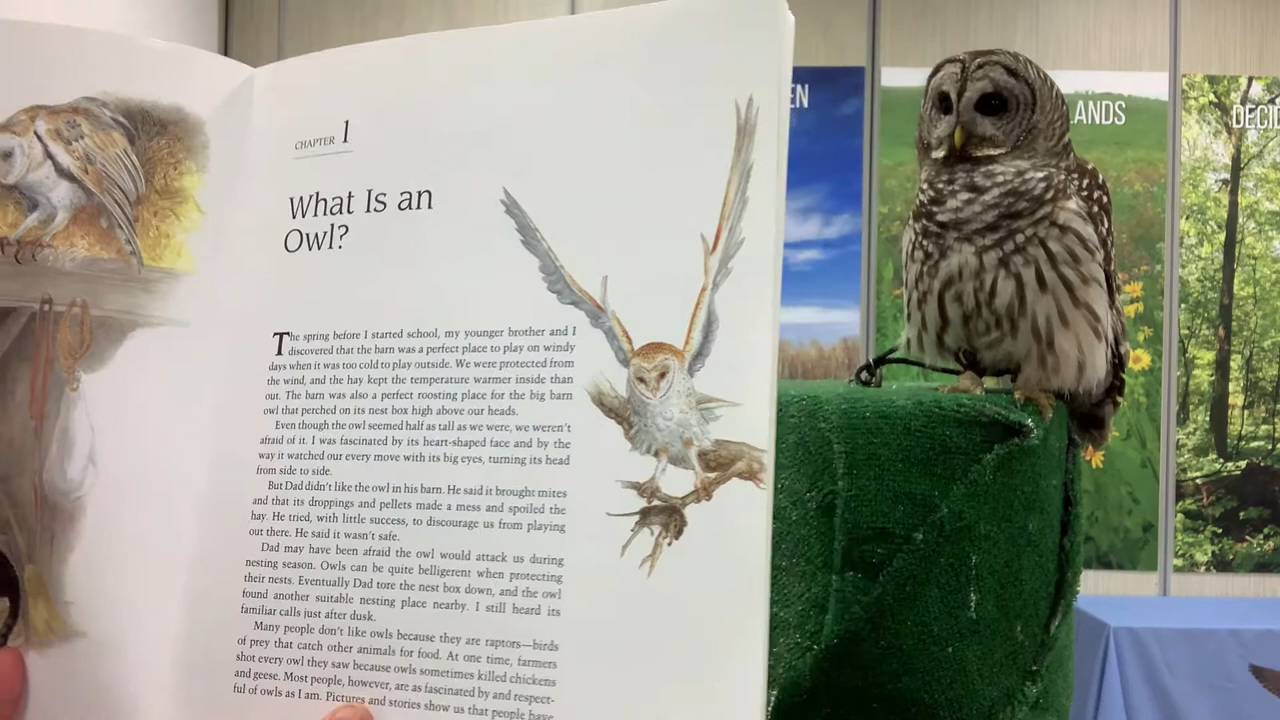 CHAPTER 1
What Is an
Owl?
The spring before I started school, my younger brother and I
discovered that the barn was a perfect place to play on windy
days when it was too cold to play outside. We were protected from
the wind, and the hay kept the temperature warmer inside than
out. The barn was also a perfect roosting place for the big barn
owl that perched on its nest box high above our heads.
Even though the owl seemed half as tall as we were, we weren't
afraid of it. I was fascinated by its heart-shaped face and by the
way it watched our every move with its big eyes, turning its head
from side to side.
But Dad didn't like the owl in his barn. He said it brought mites
and that its droppings and pellets made a mess and spoiled the
hay. He tried, with little success, to discourage us from playing
out there. He said it wasn't safe.
Dad may have been afraid the owl would attack us during
nesting season. Owls can be quite belligerent when protecting
their nests. Eventually Dad tore the nest box down, and the owl
found another suitable nesting place nearby. I still heard its
familiar calls just after dusk.
Many people don't like owls because they are raptors—birds
of prey that catch other animals for food. At one time, farmers
shot every owl they saw because owls sometimes killed chickens
and geese. Most people, however, are as fascinated by and respect-
ful of owls as I am. Pictures and stories show us that people have
EN
LANDS
DECID